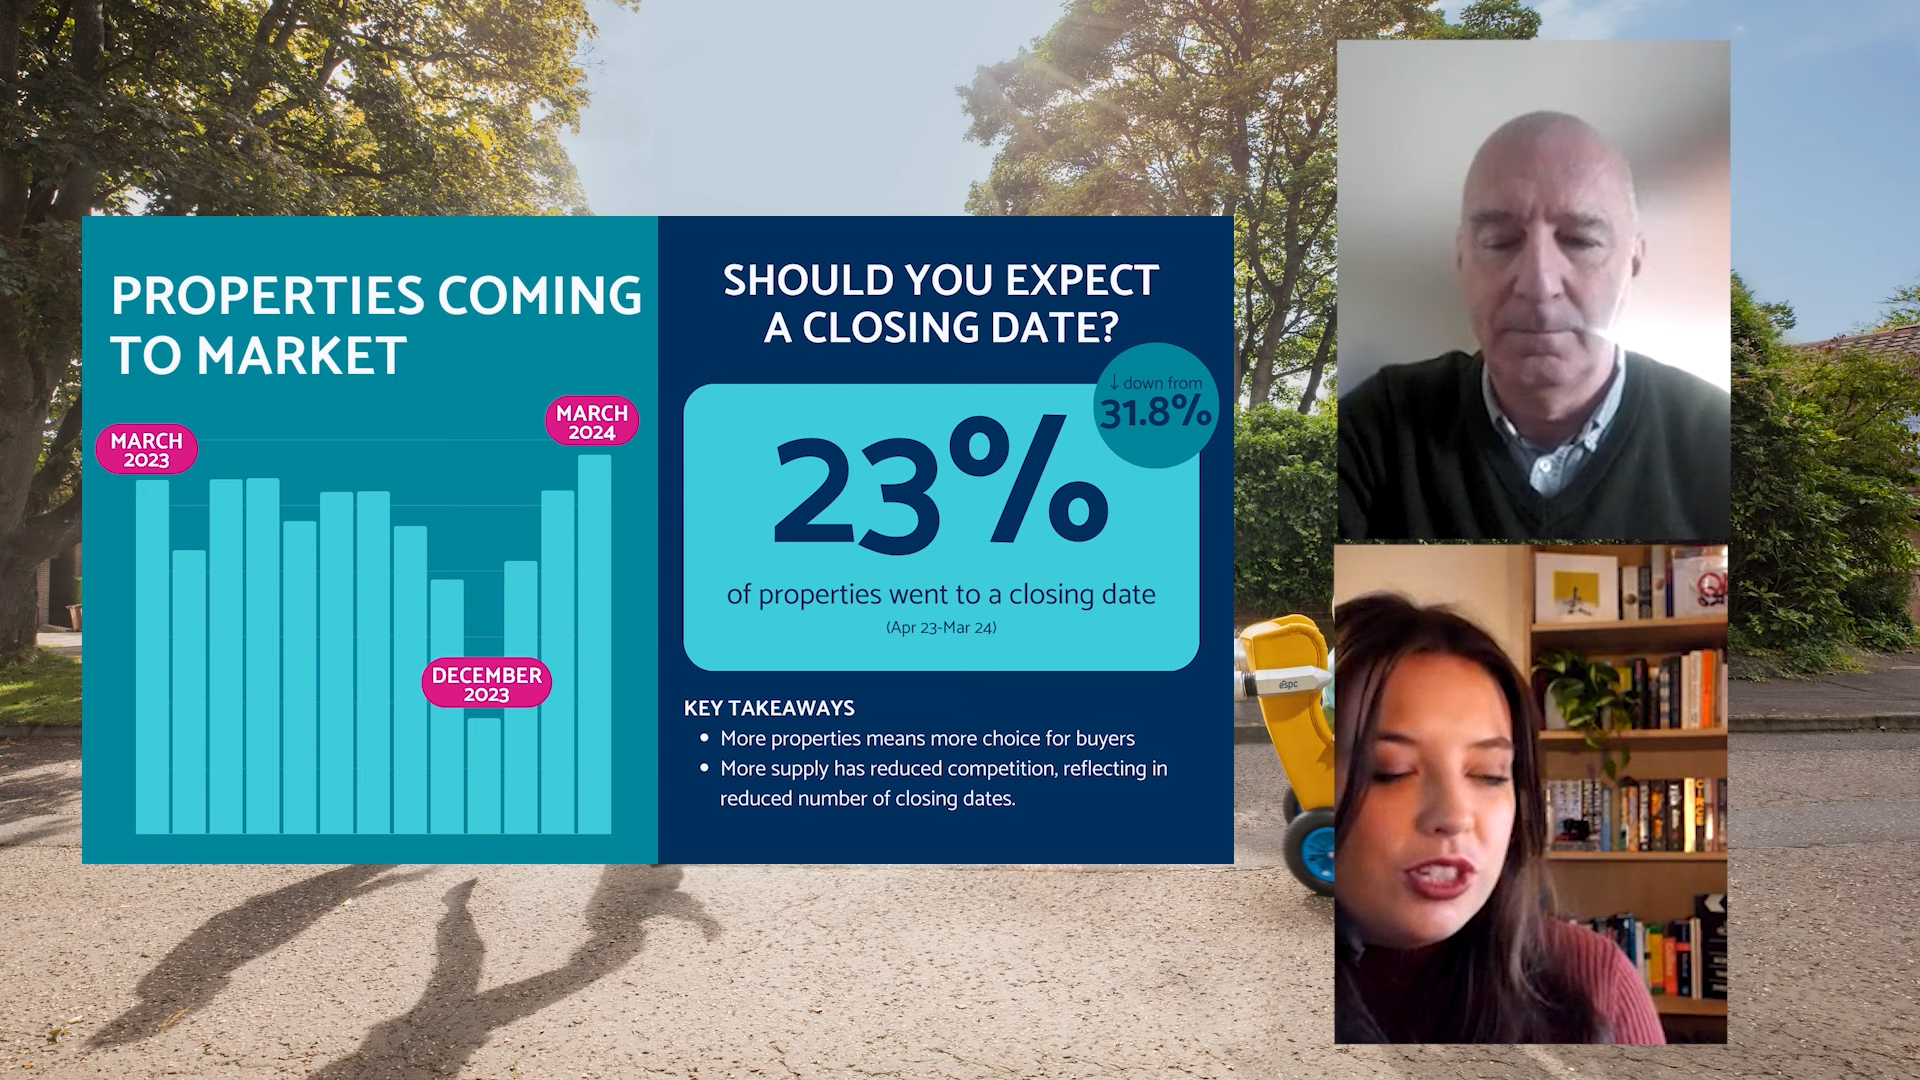 PROPERTIES COMING
TO MARKET
MARCH
2023
MARCH
2024
DECEMBER
2023
SHOULD YOU EXPECT
A CLOSING DATE?
↓ down from
31.8%
23%
of properties went to a closing date
(Apr 23-Mar 24)
KEY TAKEAWAYS
• More properties means more choice for buyers
• More supply has reduced competition, reflecting in
reduced number of closing dates.
espc